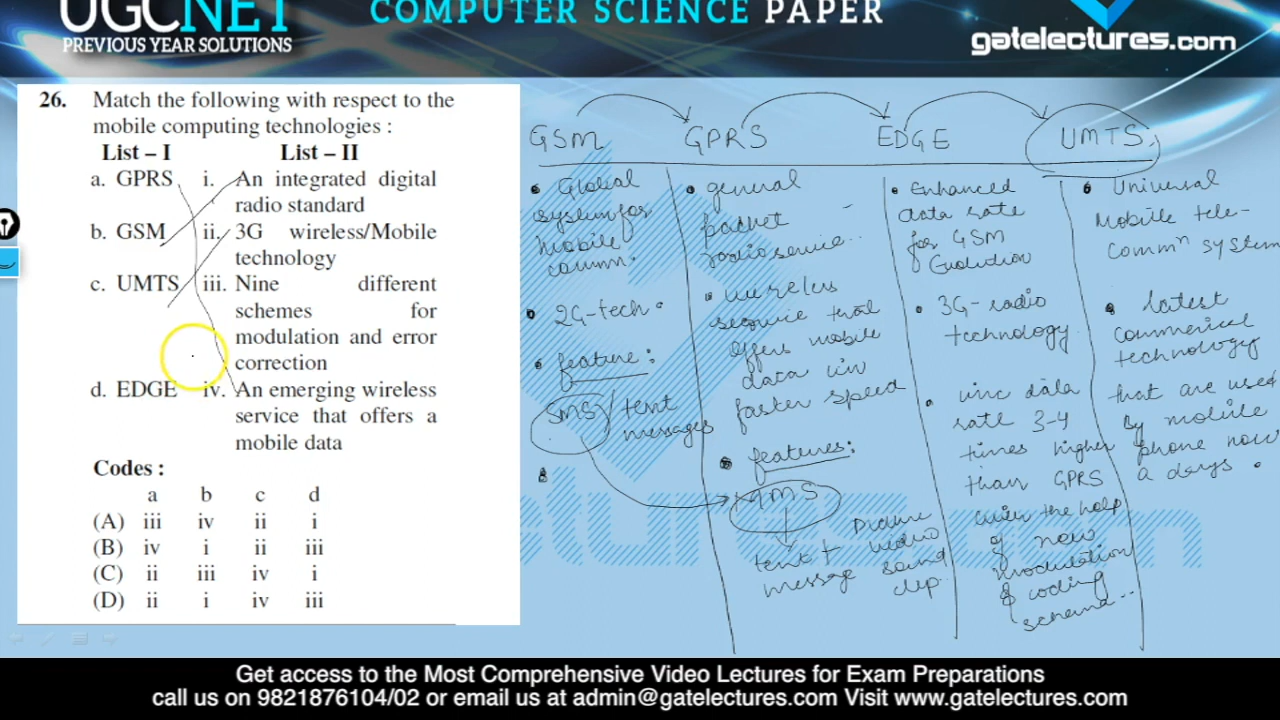 UGCNET
COMPUTER SCIENCE PAPER
PREVIOUS YEAR SOLUTIONS
gatelectures.com
26. Match the following with respect to the
mobile computing technologies :
List – I List – II
a. GPRS i. An integrated digital
radio standard
b. GSM ii. 3G wireless/Mobile
technology
c. UMTS iii. Nine different
schemes for
modulation and error
correction
d. EDGE iv. An emerging wireless
service that offers a
mobile data
Codes :
a b c d
(A) iii iv ii i
(B) iv i ii iii
(C) ii iii iv i
(D) ii i iv iii
GSM
Global
system for
Mobile
commn.
2G-tech.
feature:
SMS/text
messages
GPRS
general
packet
radio service..
wireless
service that
offers mobile
data in
faster speed
features:
MMS
text +
message
Picture
video
sound
clip
EDGE
Enhanced
data rate
for GSM
Evolution
3G-radio
technology
inc data
rate 3-4
times higher
than GPRS
with the help
of new
modulation
& coding
schema..
UMTS
Universal
Mobile tele-
commn system
latest
commerical
technology
that are used
by mobile
phone now
a days.
Get access to the Most Comprehensive Video Lectures for Exam Preparations
call us on 9821876104/02 or email us at admin@gatelectures.com Visit www.gatelectures.com